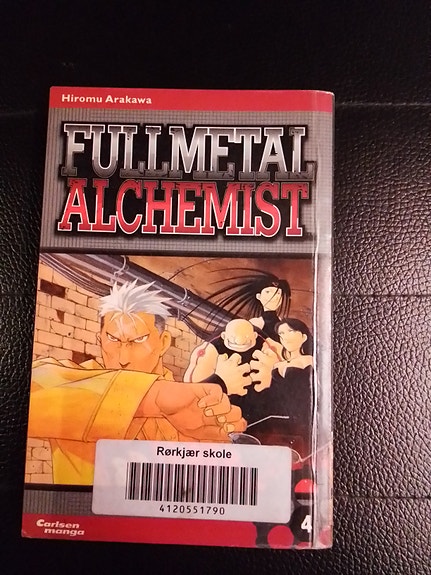 Hiromu Arakawa
FULLMETAL
ALCHEMIST
Rørkjær skole
4120551790
Carlsen
manga
4